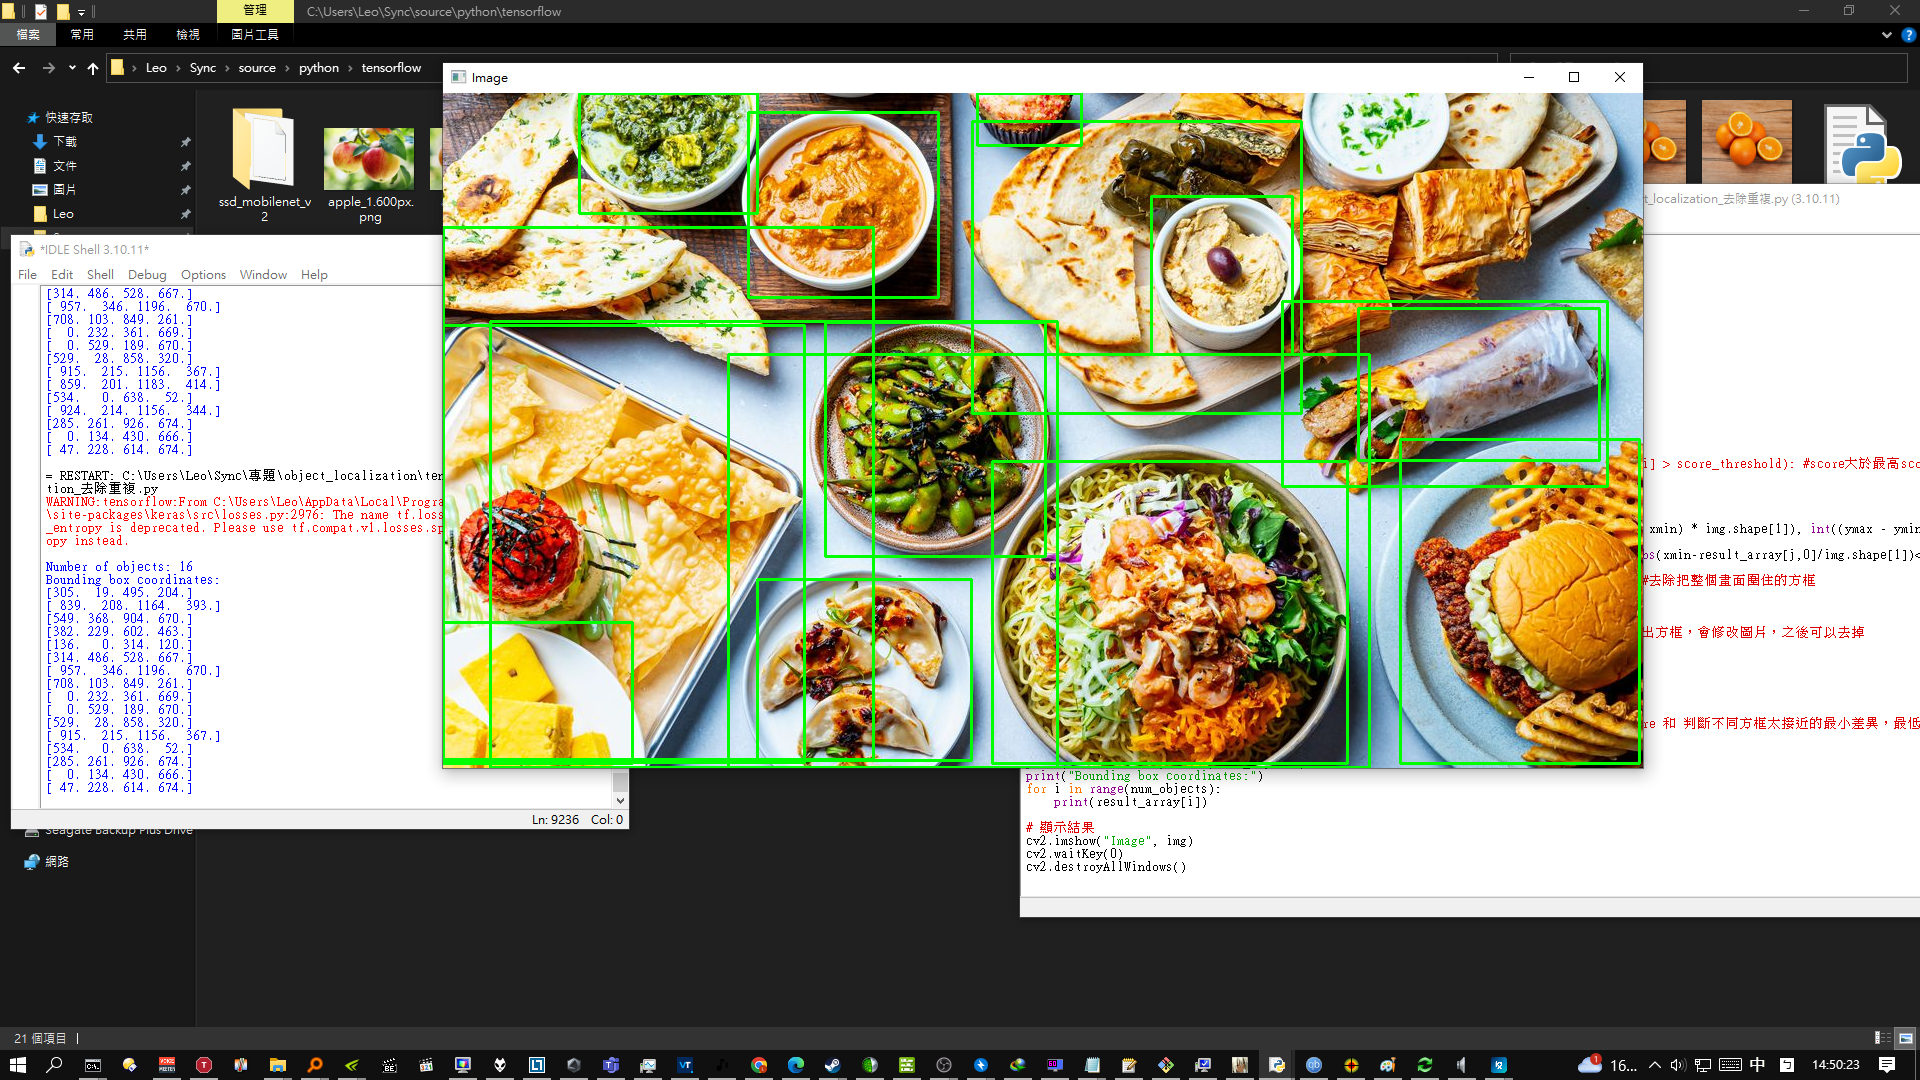 管理
C:\Users\Leo\Sync\source\python\tensorflow
檔案
常用
共用
檢視
圖片工具
Leo
Sync
source
python
tensorflow
快速存取
下載
文件
圖片
Leo
ssd_mobilenet_v2
apple_1.600px.png
Image
t_localization_去除重複.py (3.10.11)
*IDLE Shell 3.10.11*
File Edit Shell Debug Options Window Help
[314. 486. 528. 667.]
[ 957. 346. 1196. 670.]
[708. 103. 849. 261.]
[ 0. 232. 361. 669.]
[ 0. 529. 189. 670.]
[529. 28. 858. 320.]
[ 915. 215. 1156. 367.]
[ 859. 201. 1183. 414.]
[534. 0. 638. 52.]
[ 924. 214. 1156. 344.]
[285. 261. 926. 674.]
[ 0. 134. 430. 666.]
[ 47. 228. 614. 674.]
= RESTART: C:\Users\Leo\Sync\專題\object_localization\ten
tion_去除重複.py
WARNING:tensorflow:From C:\Users\Leo\AppData\Local\Progra
\site-packages\keras\src\losses.py:2976: The name tf.loss
_entropy is deprecated. Please use tf.compat.v1.losses.sp
opy instead.
Number of objects: 16
Bounding box coordinates:
[305. 19. 495. 204.]
[ 839. 208. 1164. 393.]
[549. 368. 904. 670.]
[382. 229. 602. 463.]
[136. 0. 314. 120.]
[314. 486. 528. 667.]
[ 957. 346. 1196. 670.]
[708. 103. 849. 261.]
[ 0. 232. 361. 669.]
[ 0. 529. 189. 670.]
[529. 28. 858. 320.]
[ 915. 215. 1156. 367.]
[534. 0. 638. 52.]
[285. 261. 926. 674.]
[ 0. 134. 430. 666.]
[ 47. 228. 614. 674.]
Ln: 9236 Col: 0
i] > score_threshold): #score大於最高sco
xmin) * img.shape[1]), int((ymax - ymin
bs(xmin-result_array[j,0]/img.shape[1])<
#去除把整個畫面圈住的方框
出方框，會修改圖片，之後可以去掉
re 和 判斷不同方框太接近的最小差異，最低
print("Bounding box coordinates:")
for i in range(num_objects):
print(result_array[i])
# 顯示結果
cv2.imshow("Image", img)
cv2.waitKey(0)
cv2.destroyAllWindows()
Seagate Backup Plus Drive
網路
21 個項目
16...
中
14:50:23